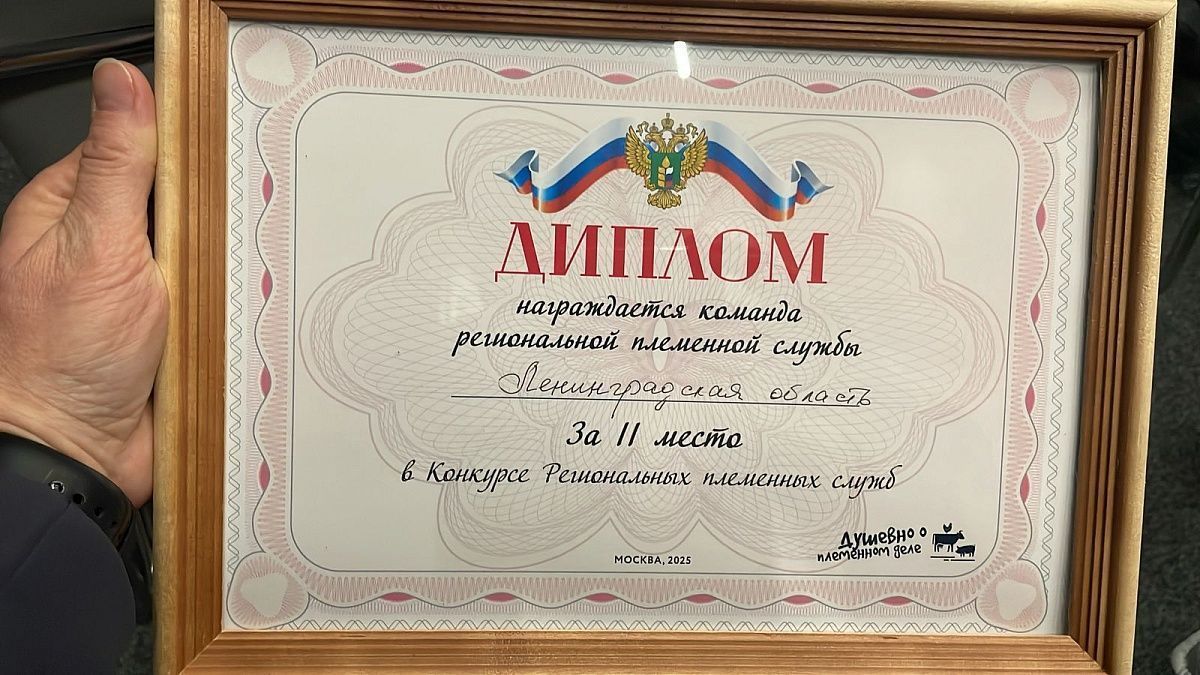 ДИПЛОМ
награждается команда
региональной племенной службы
Ленинградская область
За II место
в Конкурсе Региональных племенных служб
Душевно о
племенном деле
МОСКВА, 2025